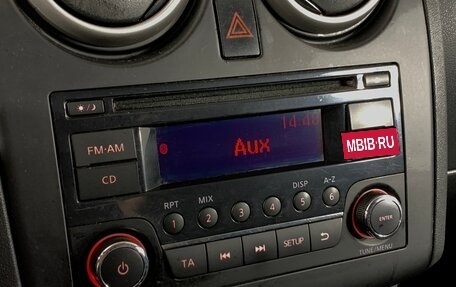 14:46
FM·AM
Aux
MBIB·RU
CD
RPT
MIX
DISP
A-Z
1
2
3
4
5
6
ENTER
TA
SETUP
TUNE/MENU